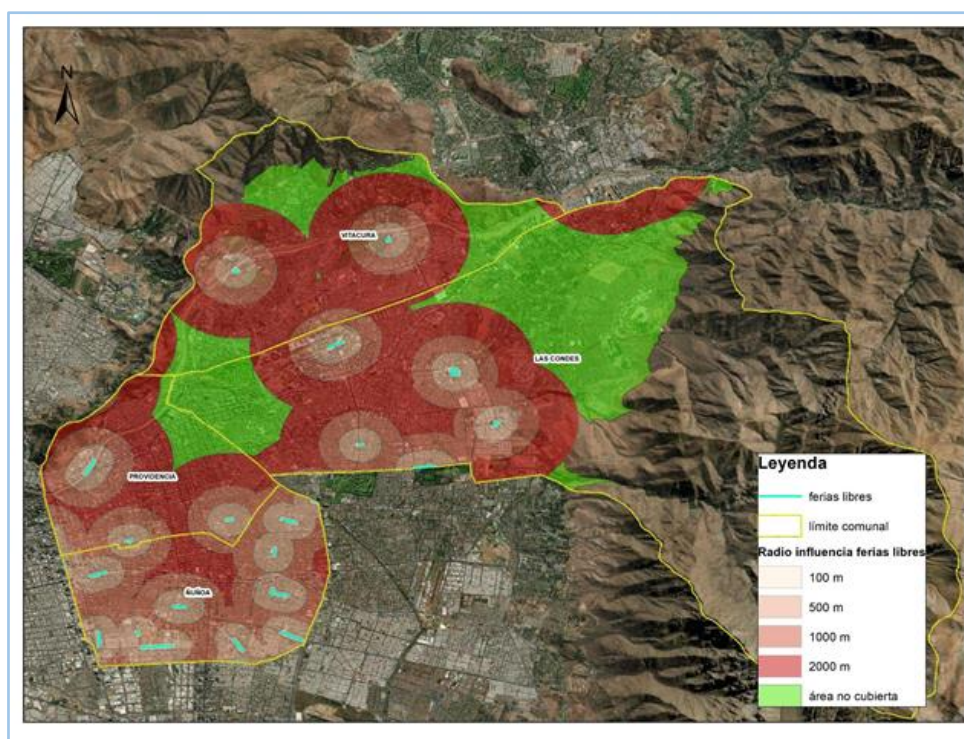 N
VITACURA
LAS CONDES
PROVIDENCIA
ÑUÑOA
Leyenda
ferias libres
límite comunal
Radio influencia ferias libres
100 m
500 m
1000 m
2000 m
área no cubierta